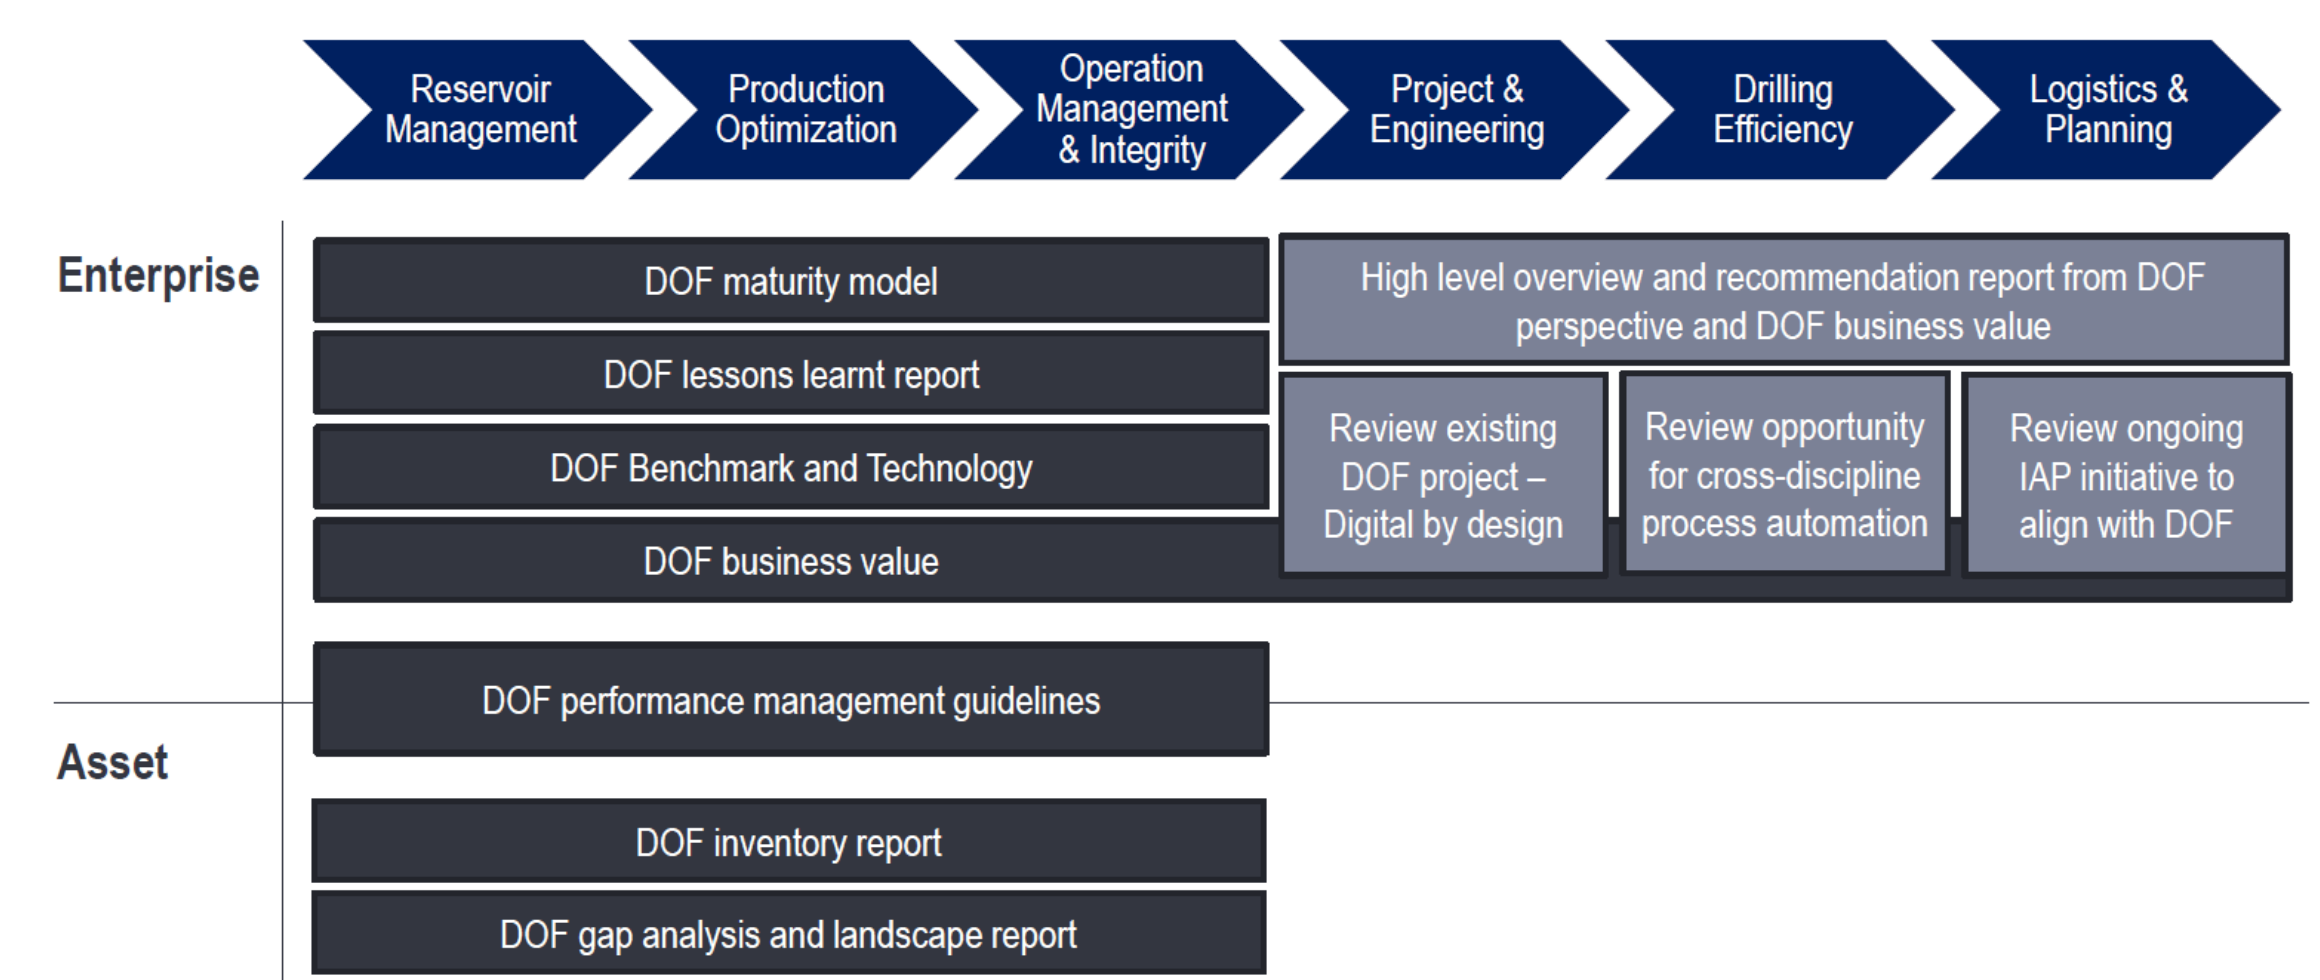 Reservoir
Management
Production
Optimization
Operation
Management
& Integrity
Project &
Engineering
Drilling
Efficiency
Logistics &
Planning
Enterprise
DOF maturity model
DOF lessons learnt report
DOF Benchmark and Technology
DOF business value
High level overview and recommendation report from DOF
perspective and DOF business value
Review existing
DOF project –
Digital by design
Review opportunity
for cross-discipline
process automation
Review ongoing
IAP initiative to
align with DOF
DOF performance management guidelines
Asset
DOF inventory report
DOF gap analysis and landscape report